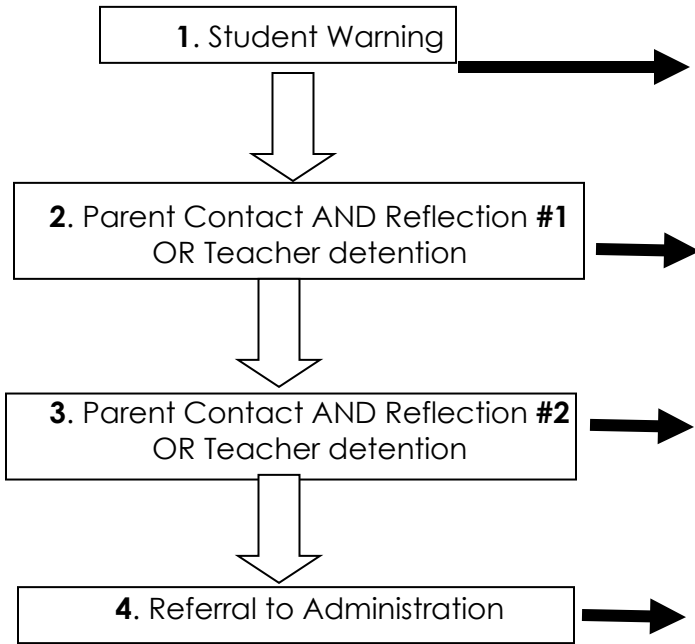 1. Student Warning
2. Parent Contact AND Reflection #1
OR Teacher detention
3. Parent Contact AND Reflection #2
OR Teacher detention
4. Referral to Administration